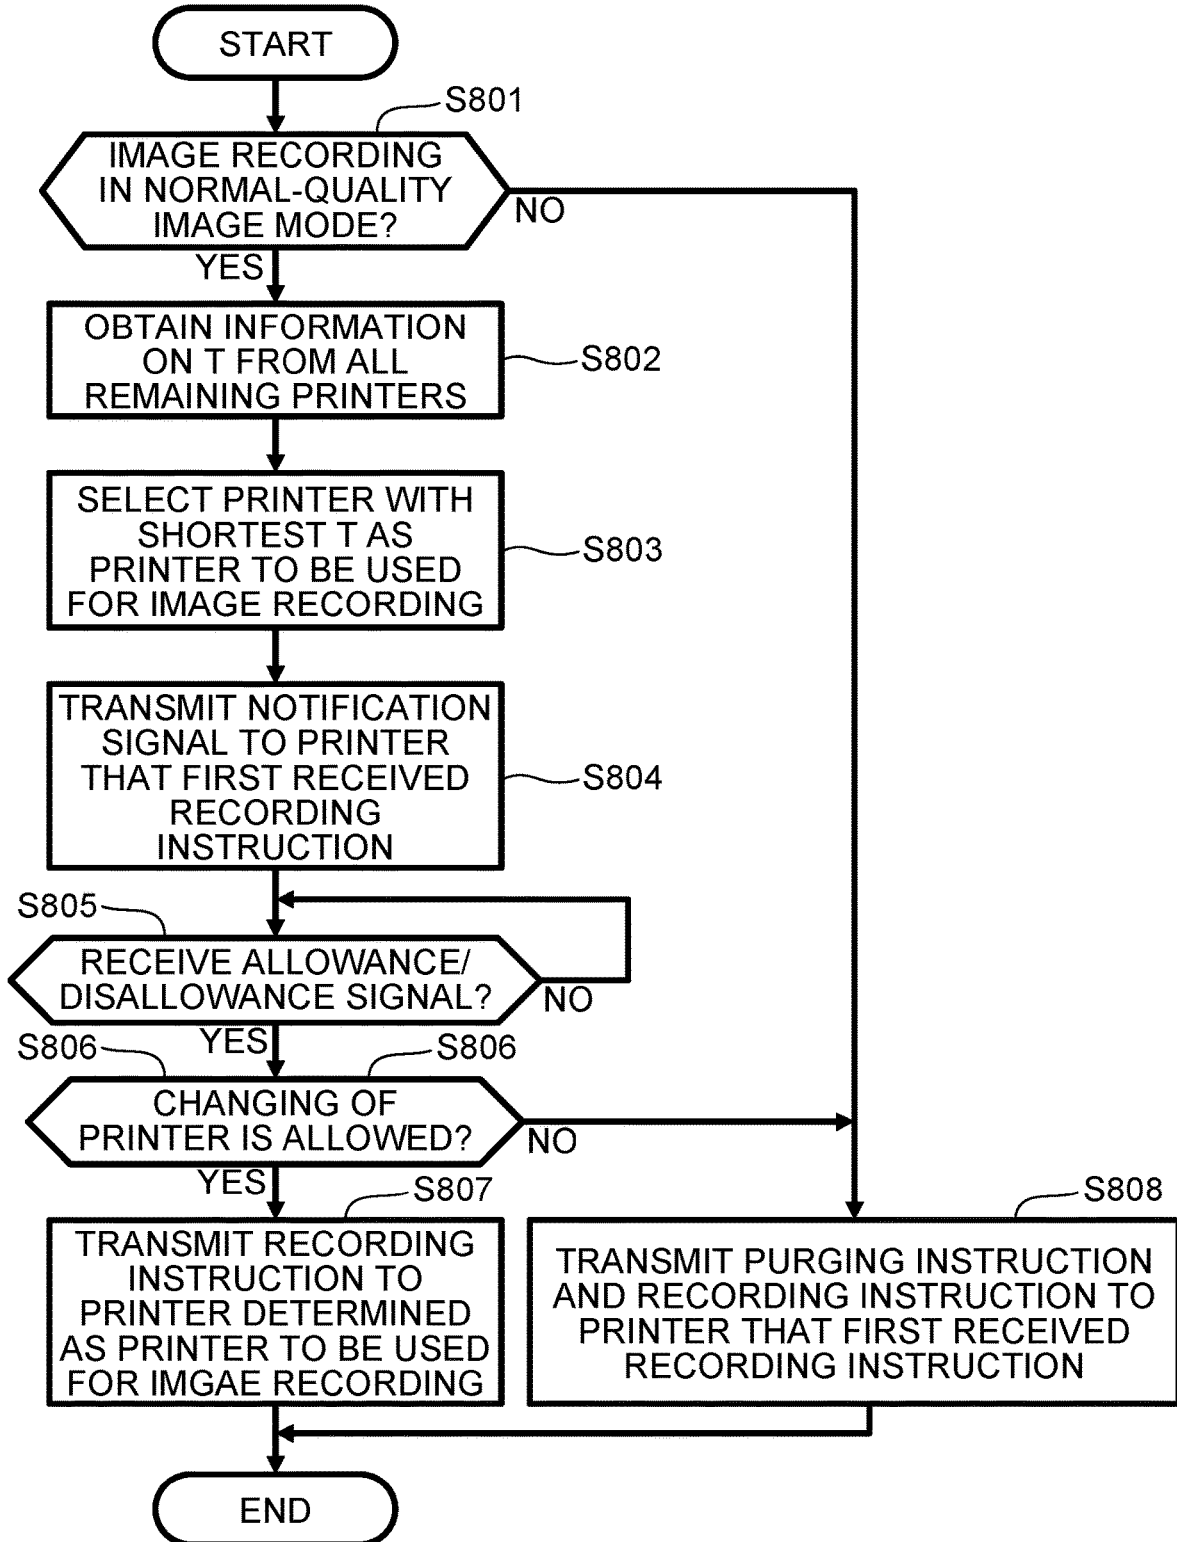 START
S801
IMAGE RECORDING
IN NORMAL-QUALITY
IMAGE MODE?
NO
YES
OBTAIN INFORMATION
ON T FROM ALL
REMAINING PRINTERS
S802
SELECT PRINTER WITH
SHORTEST T AS
PRINTER TO BE USED
FOR IMAGE RECORDING
S803
TRANSMIT NOTIFICATION
SIGNAL TO PRINTER
THAT FIRST RECEIVED
RECORDING
INSTRUCTION
S804
S805
RECEIVE ALLOWANCE/
DISALLOWANCE SIGNAL?
NO
YES
S806
S806
CHANGING OF
PRINTER IS ALLOWED?
NO
YES
S807
TRANSMIT RECORDING
INSTRUCTION TO
PRINTER DETERMINED
AS PRINTER TO BE USED
FOR IMGAE RECORDING
S808
TRANSMIT PURGING INSTRUCTION
AND RECORDING INSTRUCTION TO
PRINTER THAT FIRST RECEIVED
RECORDING INSTRUCTION
END